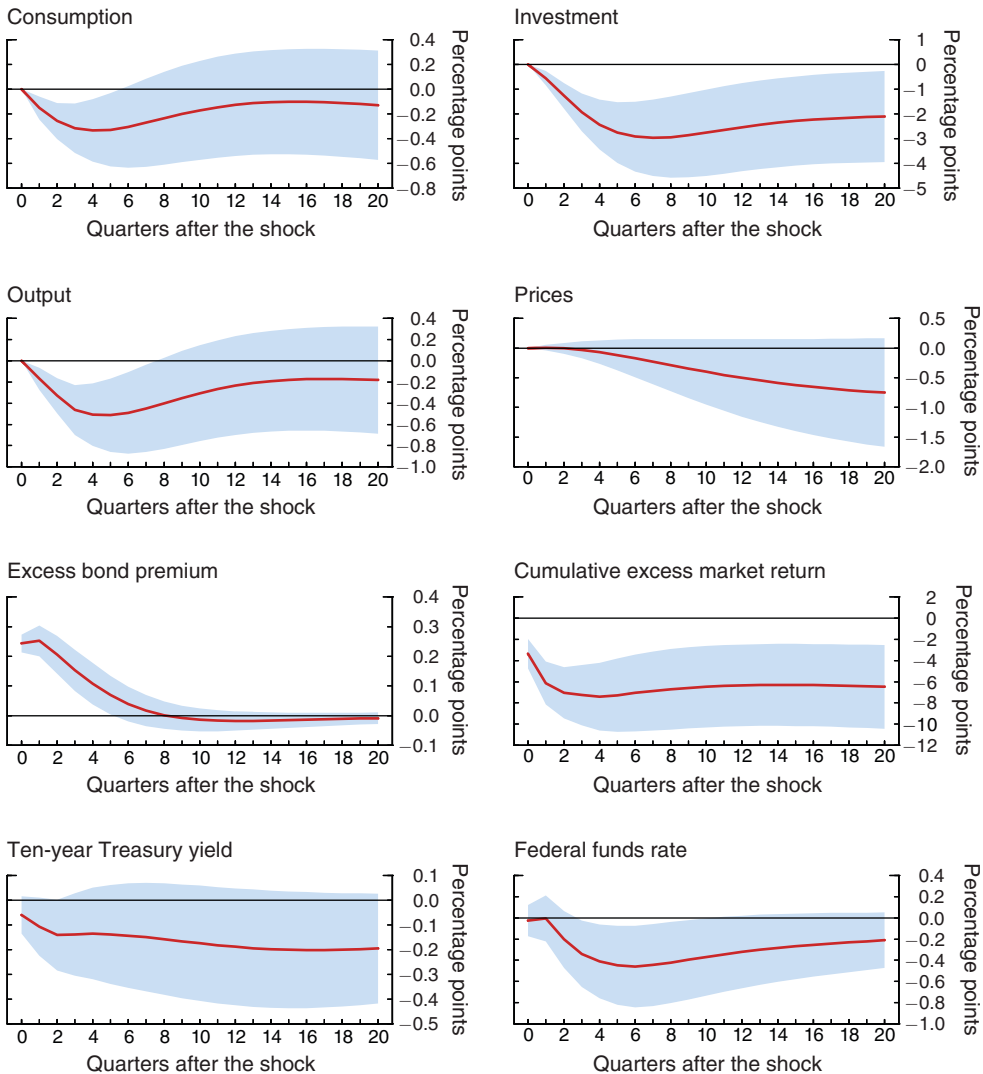 Consumption
0.4
0.2
0.0
−0.2
−0.4
−0.6
−0.8
Percentage points
0 2 4 6 8 10 12 14 16 18 20
Quarters after the shock
Investment
1
0
−1
−2
−3
−4
−5
Percentage points
0 2 4 6 8 10 12 14 16 18 20
Quarters after the shock
Output
0.4
0.2
0.0
−0.2
−0.4
−0.6
−0.8
−1.0
Percentage points
0 2 4 6 8 10 12 14 16 18 20
Quarters after the shock
Prices
0.5
0.0
−0.5
−1.0
−1.5
−2.0
Percentage points
0 2 4 6 8 10 12 14 16 18 20
Quarters after the shock
Excess bond premium
0.4
0.3
0.2
0.1
0.0
−0.1
Percentage points
0 2 4 6 8 10 12 14 16 18 20
Quarters after the shock
Cumulative excess market return
2
0
−2
−4
−6
−8
−10
−12
Percentage points
0 2 4 6 8 10 12 14 16 18 20
Quarters after the shock
Ten-year Treasury yield
0.1
0.0
−0.1
−0.2
−0.3
−0.4
−0.5
Percentage points
0 2 4 6 8 10 12 14 16 18 20
Quarters after the shock
Federal funds rate
0.4
0.2
0.0
−0.2
−0.4
−0.6
−0.8
−1.0
Percentage points
0 2 4 6 8 10 12 14 16 18 20
Quarters after the shock